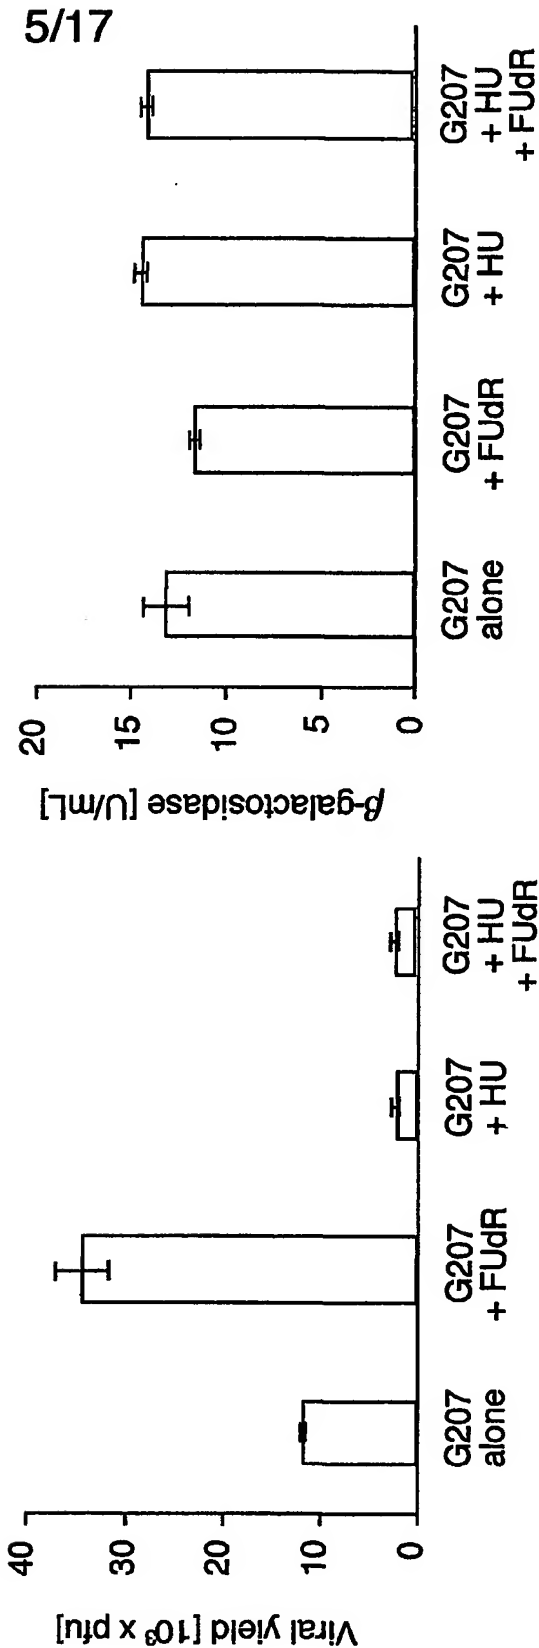 5/17
Viral yield [10³ x pfu]
40
30
20
10
0
G207
alone
G207
+ FUdR
G207
+ HU
G207
+ HU
+ FUdR
β-galactosidase [U/mL]
20
15
10
5
0
G207
alone
G207
+ FUdR
G207
+ HU
G207
+ HU
+ FUdR